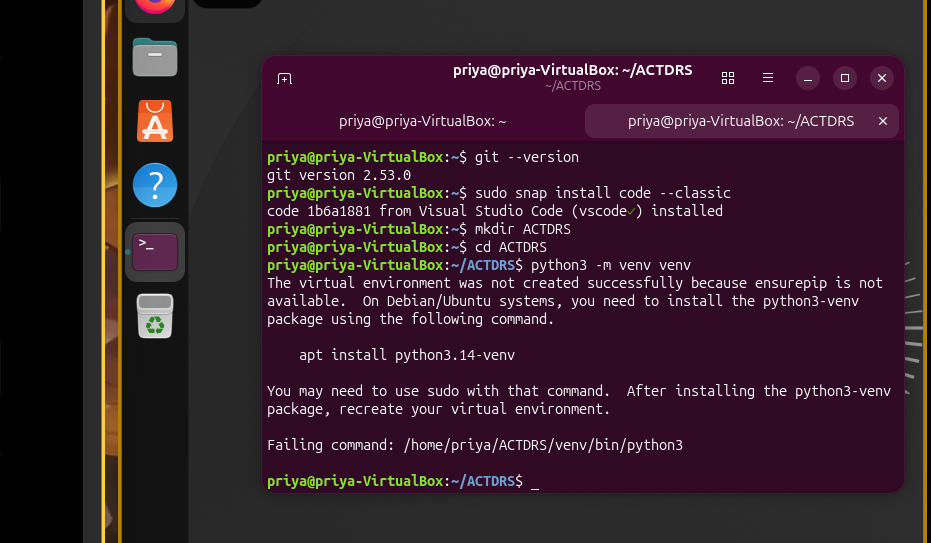 priya@priya-VirtualBox: ~/ACTDRS
~/ACTDRS
priya@priya-VirtualBox: ~
priya@priya-VirtualBox: ~/ACTDRS
priya@priya-VirtualBox:~$ git --version
git version 2.53.0
priya@priya-VirtualBox:~$ sudo snap install code --classic
code 1b6a1881 from Visual Studio Code (vscode✓) installed
priya@priya-VirtualBox:~$ mkdir ACTDRS
priya@priya-VirtualBox:~$ cd ACTDRS
priya@priya-VirtualBox:~/ACTDRS$ python3 -m venv venv
The virtual environment was not created successfully because ensurepip is not
available.  On Debian/Ubuntu systems, you need to install the python3-venv
package using the following command.

    apt install python3.14-venv

You may need to use sudo with that command.  After installing the python3-venv
package, recreate your virtual environment.

Failing command: /home/priya/ACTDRS/venv/bin/python3

priya@priya-VirtualBox:~/ACTDRS$ _